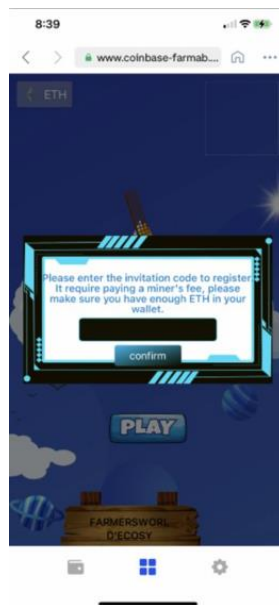 8:39
www.coinbase-farmab....
ETH
Please enter the invitation code to register
It require paying a miner's fee, please
make sure you have enough ETH in your
wallet.
confirm
PLAY
FARMERSWORL
D'ECOSY